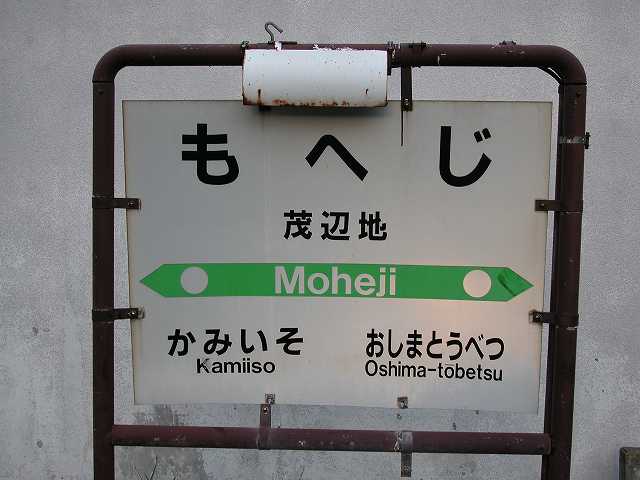 もへじ
茂辺地
Moheji
かみいそ
Kamiiso
おしまとうべつ
Oshima-tōbetsu